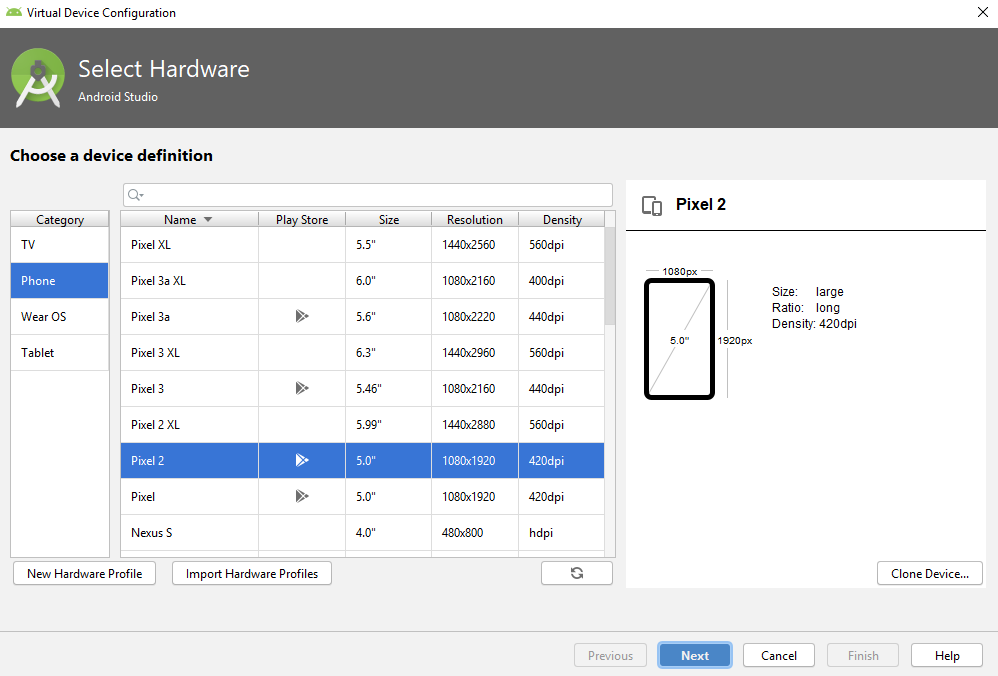 Virtual Device Configuration
Select Hardware
Android Studio
Choose a device definition
Category
TV
Phone
Wear OS
Tablet
Name Play Store Size Resolution Density
Pixel XL 5.5" 1440x2560 560dpi
Pixel 3a XL 6.0" 1080x2160 400dpi
Pixel 3a 5.6" 1080x2220 440dpi
Pixel 3 XL 6.3" 1440x2960 560dpi
Pixel 3 5.46" 1080x2160 440dpi
Pixel 2 XL 5.99" 1440x2880 560dpi
Pixel 2 5.0" 1080x1920 420dpi
Pixel 5.0" 1080x1920 420dpi
Nexus S 4.0" 480x800 hdpi
New Hardware Profile Import Hardware Profiles
Pixel 2
1080px
5.0"
1920px
Size: large
Ratio: long
Density: 420dpi
Clone Device...
Previous Next Cancel Finish Help